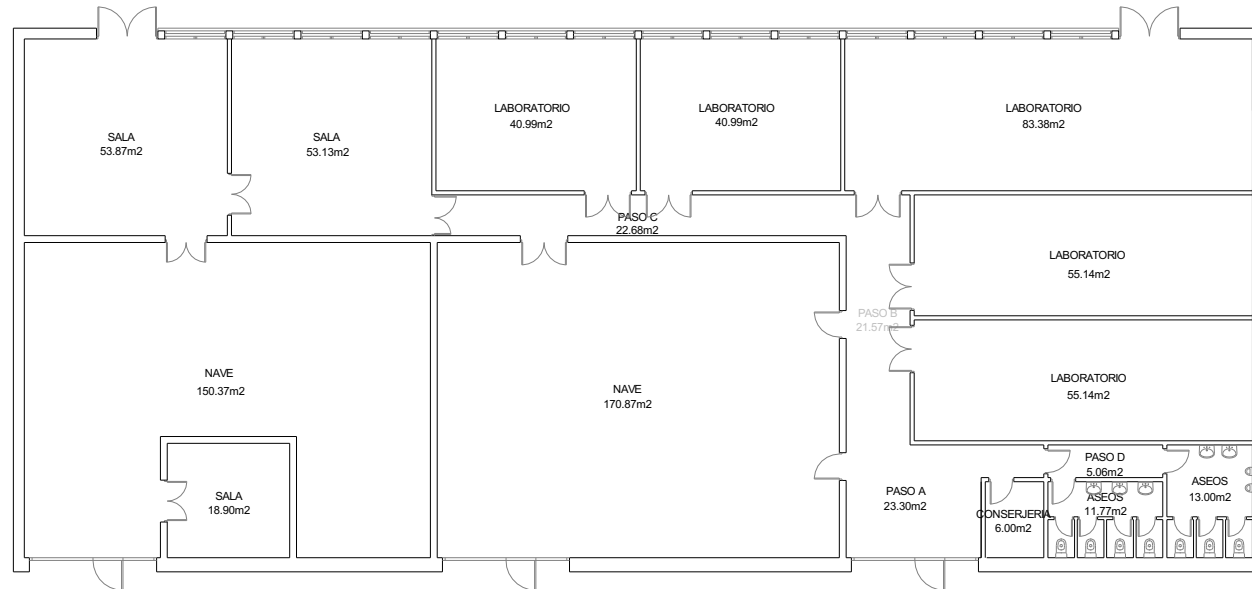 LABORATORIO
40.99m2
LABORATORIO
40.99m2
LABORATORIO
83.38m2
SALA
53.87m2
SALA
53.13m2
PASO C
22.68m2
LABORATORIO
55.14m2
PASO B
21.57m2
NAVE
150.37m2
NAVE
170.87m2
LABORATORIO
55.14m2
PASO D
5.06m2
SALA
18.90m2
PASO A
23.30m2
CONSERJERIA
6.00m2
ASEOS
11.77m2
ASEOS
13.00m2